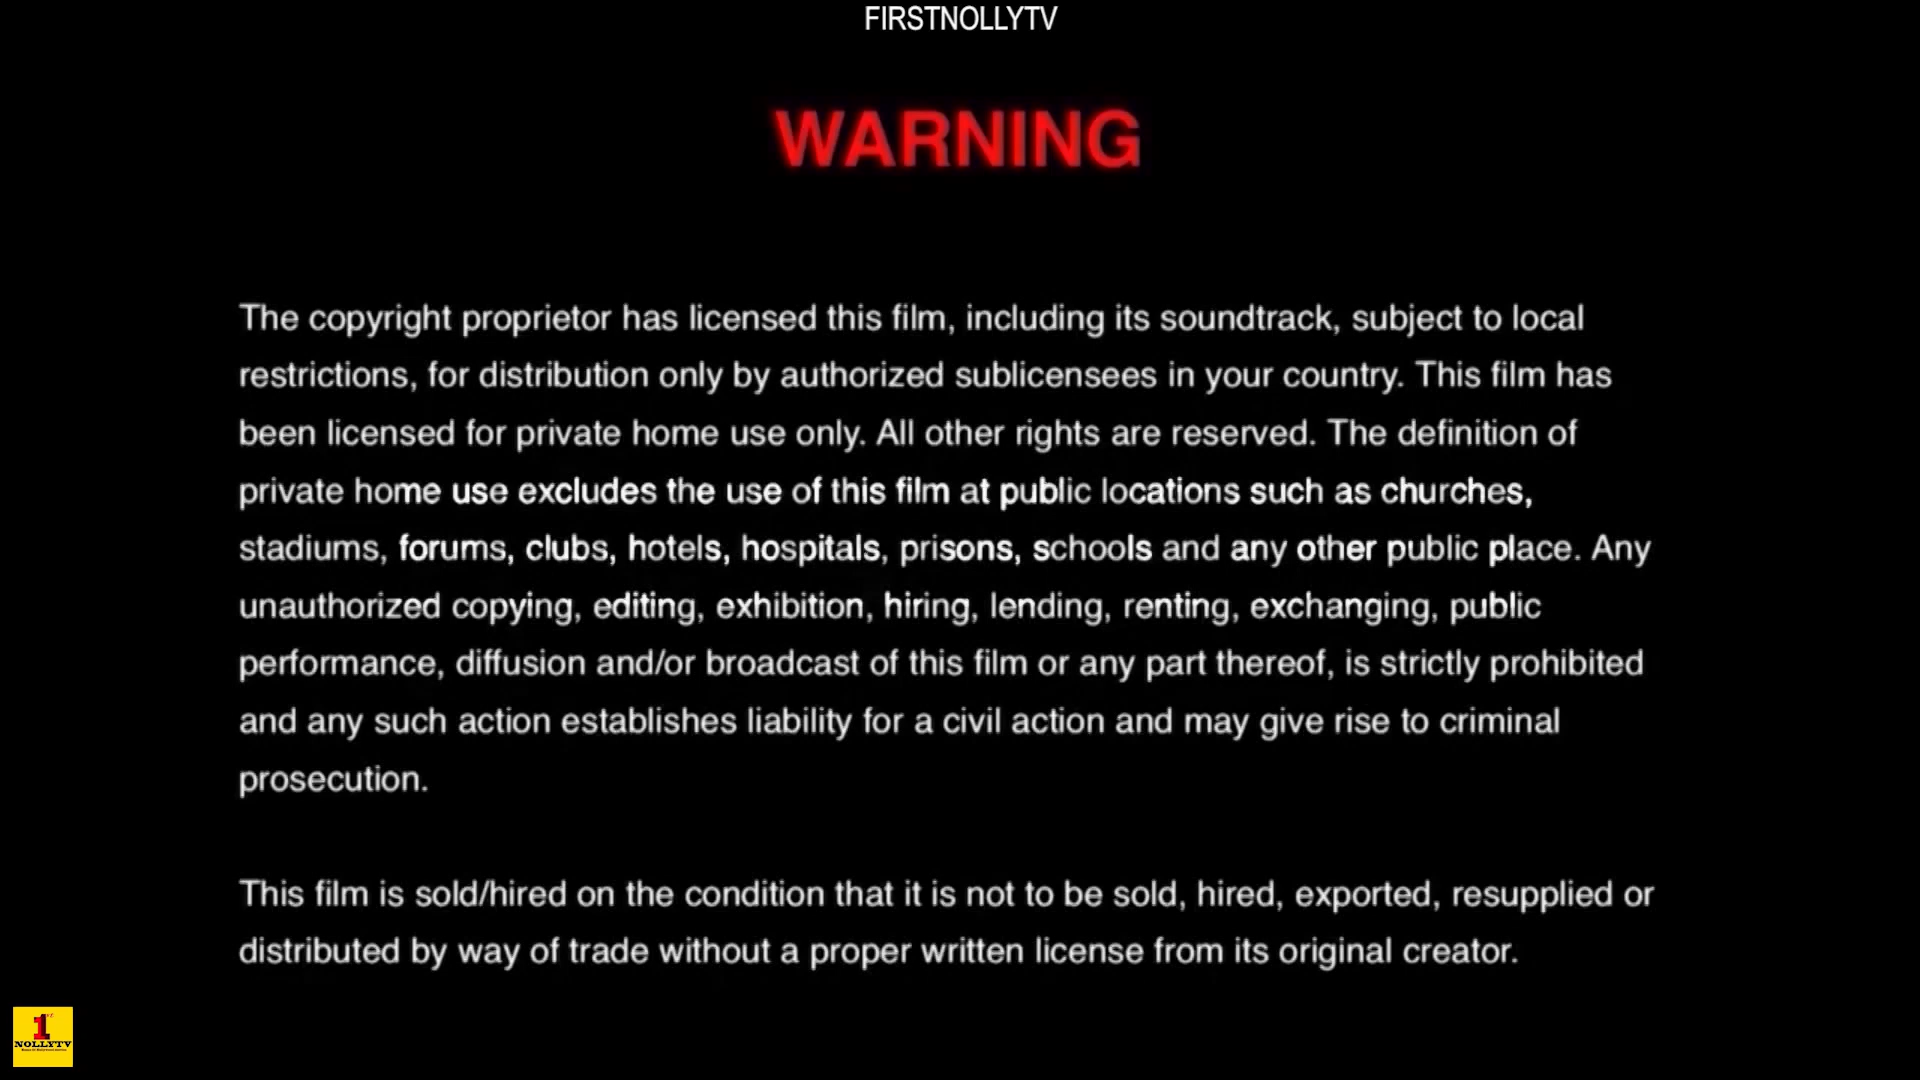 FIRSTNOLLYTV
WARNING
The copyright proprietor has licensed this film, including its soundtrack, subject to local
restrictions, for distribution only by authorized sublicensees in your country. This film has
been licensed for private home use only. All other rights are reserved. The definition of
private home use excludes the use of this film at public locations such as churches,
stadiums, forums, clubs, hotels, hospitals, prisons, schools and any other public place. Any
unauthorized copying, editing, exhibition, hiring, lending, renting, exchanging, public
performance, diffusion and/or broadcast of this film or any part thereof, is strictly prohibited
and any such action establishes liability for a civil action and may give rise to criminal
prosecution.
This film is sold/hired on the condition that it is not to be sold, hired, exported, resupplied or
distributed by way of trade without a proper written license from its original creator.
1st
NOLLYTV